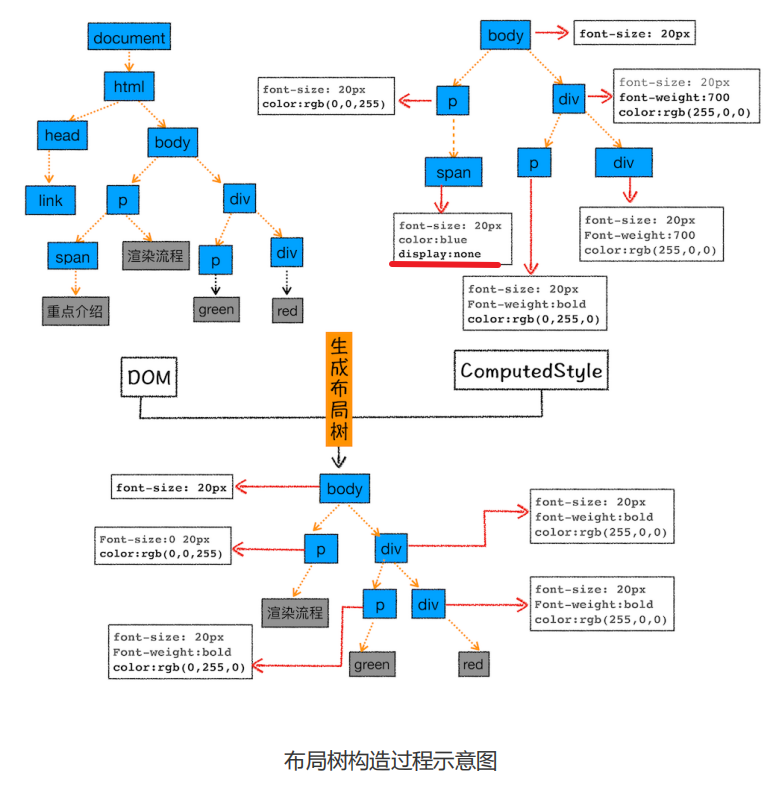 document
html
head
body
link
p
div
span
渲染流程
p
div
重点介绍
green
red
body
font-size: 20px
font-size: 20px
color:rgb(0,0,255)
p
div
font-size: 20px
font-weight:700
color:rgb(255,0,0)
span
p
div
font-size: 20px
color:blue
display:none
font-size: 20px
Font-weight:700
color:rgb(255,0,0)
font-size: 20px
Font-weight:bold
color:rgb(0,255,0)
DOM
生成布局树
ComputedStyle
font-size: 20px
body
Font-size:0 20px
color:rgb(0,0,255)
p
div
font-size: 20px
font-weight:bold
color:rgb(255,0,0)
渲染流程
p
div
font-size: 20px
Font-weight:bold
color:rgb(255,0,0)
font-size: 20px
Font-weight:bold
color:rgb(0,255,0)
green
red
布局树构造过程示意图